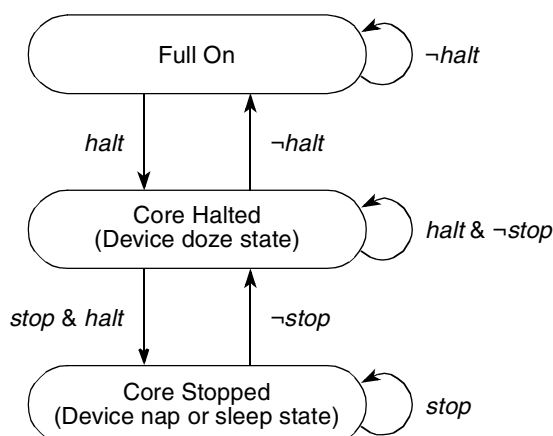 Full On
¬halt
halt
¬halt
Core Halted
(Device doze state)
halt & ¬stop
stop & halt
¬stop
Core Stopped
(Device nap or sleep state)
stop